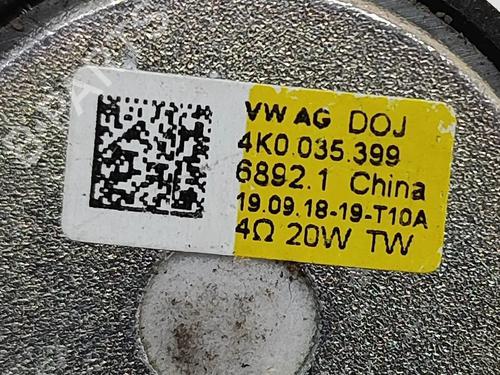 VW AG DOJ
4K0.035.399
6892.1 China
19.09.18-19-T10A
4Ω 20W TW